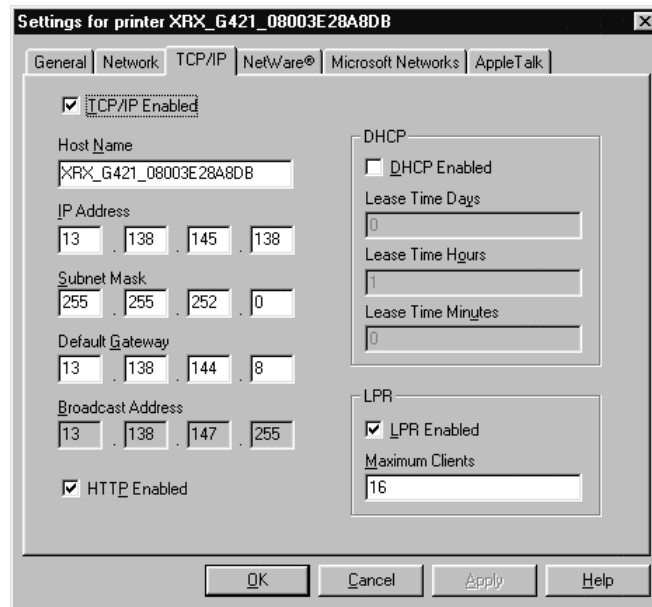 Settings for printer XRX_G421_08003E28A8DB
General Network TCP/IP NetWare® Microsoft Networks AppleTalk
TCP/IP Enabled
Host Name
XRX_G421_08003E28A8DB
IP Address
13 . 138 . 145 . 138
Subnet Mask
255 . 255 . 252 . 0
Default Gateway
13 . 138 . 144 . 8
Broadcast Address
13 . 138 . 147 . 255
HTTP Enabled
DHCP
DHCP Enabled
Lease Time Days
0
Lease Time Hours
1
Lease Time Minutes
0
LPR
LPR Enabled
Maximum Clients
16
OK Cancel Apply Help